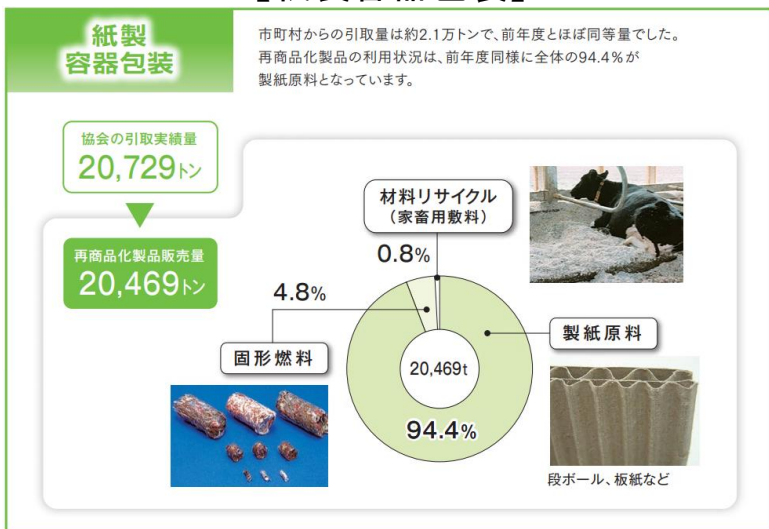 紙製
容器包装
市町村からの引取量は約2.1万トンで、前年度とほぼ同等量でした。
再商品化製品の利用状況は、前年度同様に全体の94.4%が
製紙原料となっています。
協会の引取実績量
20,729トン
再商品化製品販売量
20,469トン
材料リサイクル
(家畜用敷料)
0.8%
4.8%
固形燃料
製紙原料
20,469t
94.4%
段ボール、板紙など